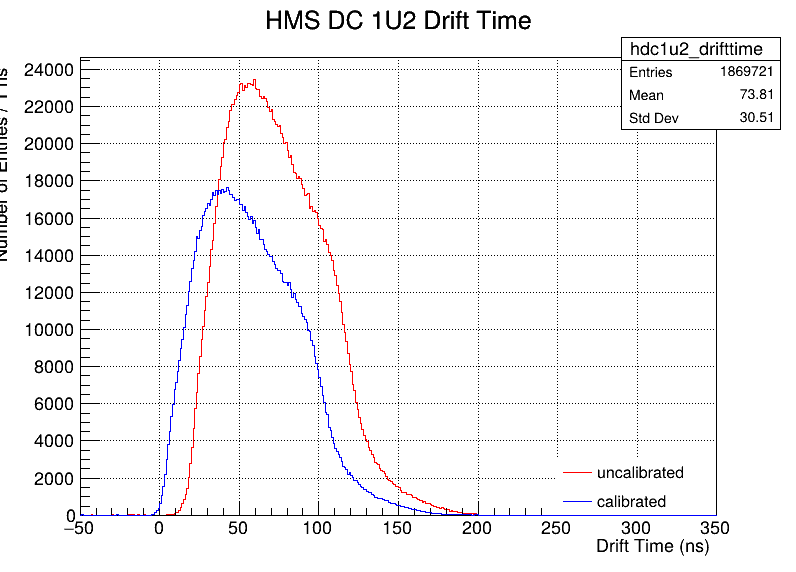 HMS DC 1U2 Drift Time
hdc1u2_drifttime
Entries 1869721
Mean 73.81
Std Dev 30.51
Number of Entries / 1 ns
24000
22000
20000
18000
16000
14000
12000
10000
8000
6000
4000
2000
0
uncalibrated
calibrated
−50 0 50 100 150 200 250 300 350
Drift Time (ns)